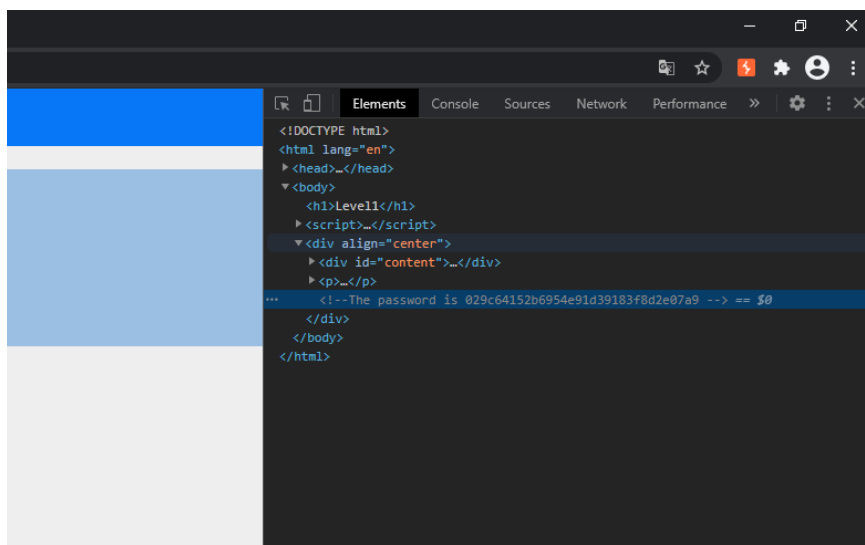 Elements Console Sources Network Performance »
<!DOCTYPE html>
<html lang="en">
<head>…</head>
<body>
<h1>Level1</h1>
<script>…</script>
<div align="center">
<div id="content">…</div>
<p>…</p>
<!--The password is 029c64152b6954e91d39183f8d2e07a9 --> == $0
</div>
</body>
</html>